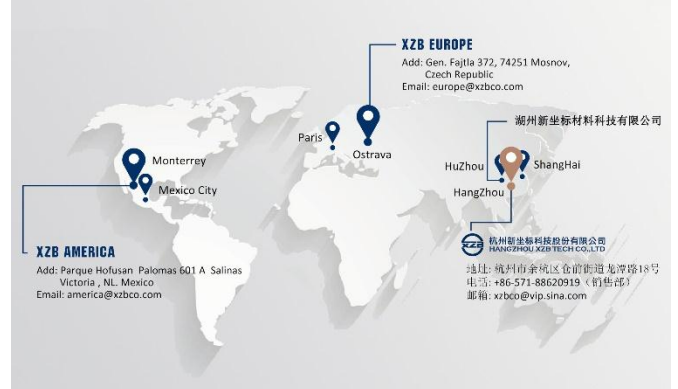 XZB EUROPE
Add: Gen. Fajtla 372, 74251 Mosnov,
Czech Republic
Email: europe@xzbco.com
湖州新坐标材料科技有限公司
Paris
Ostrava
Monterrey
Mexico City
HuZhou
ShangHai
HangZhou
XZB AMERICA
Add: Parque Hofusan Palomas 601 A Salinas
Victoria , NL. Mexico
Email: america@xzbco.com
XZB
杭州新坐标科技股份有限公司
HANGZHOU XZB TECH CO.,LTD
地址: 杭州市余杭区仓前街道龙潭路18号
电话: +86-571-88620919（销售部）
邮箱: xzbco@vip.sina.com